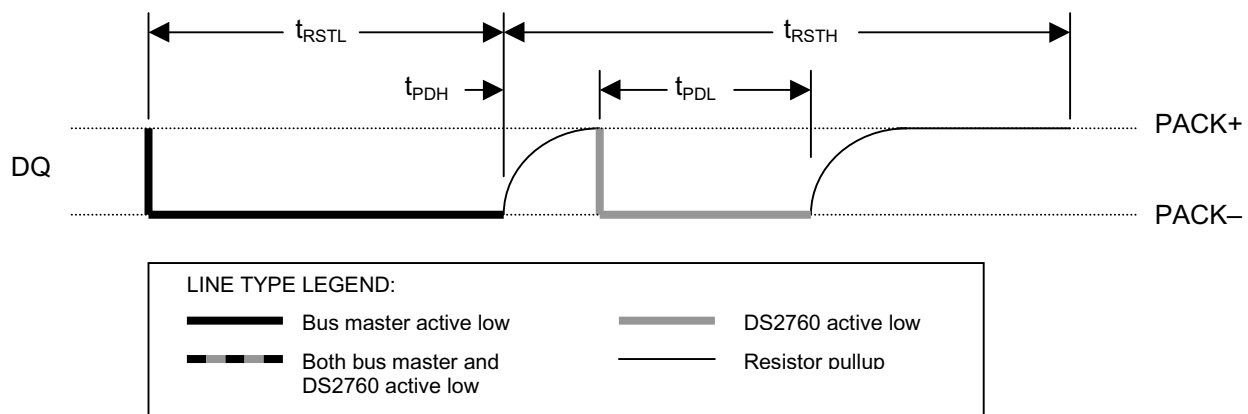 tRSTL
tRSTH
tPDH
tPDL
PACK+
DQ
PACK–
LINE TYPE LEGEND:
Bus master active low
DS2760 active low
Both bus master and
DS2760 active low
Resistor pullup